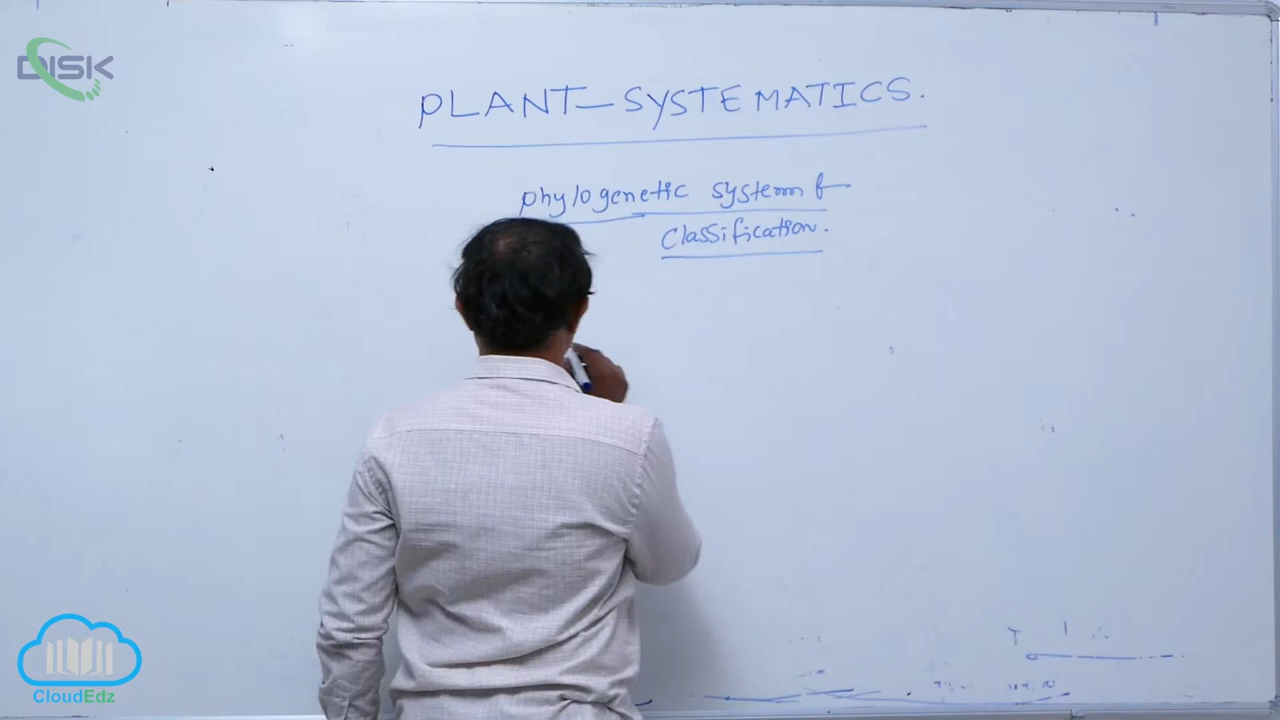 DISK
PLANT-SYSTEMATICS.
phylogenetic system of
Classification.
CloudEdz